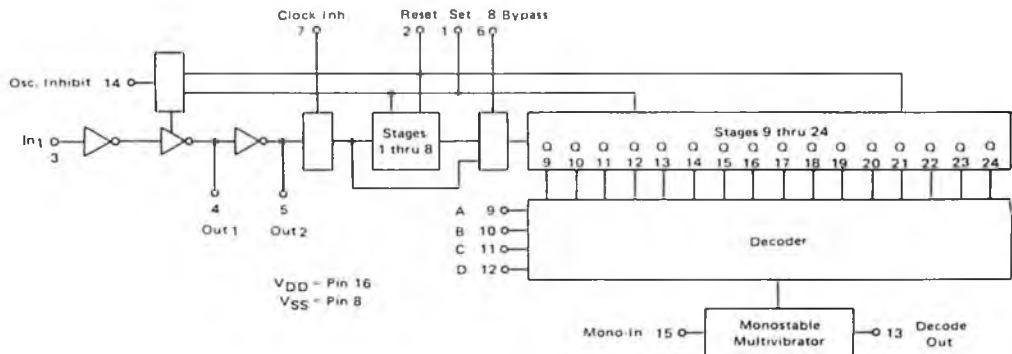 Clock Inh. Reset Set 8 Bypass
7 2 1 6
Osc. Inhibit 14
In1
3
Stages
1 thru 8
Stages 9 thru 24
Q Q Q Q Q Q Q Q Q Q Q Q Q Q Q Q
9 10 11 12 13 14 15 16 17 18 19 20 21 22 23 24
4 5
Out 1 Out 2
A 9
B 10
C 11
D 12
Decoder
VDD = Pin 16
VSS = Pin 8
Mono-In 15
Monostable
Multivibrator
13 Decode
Out